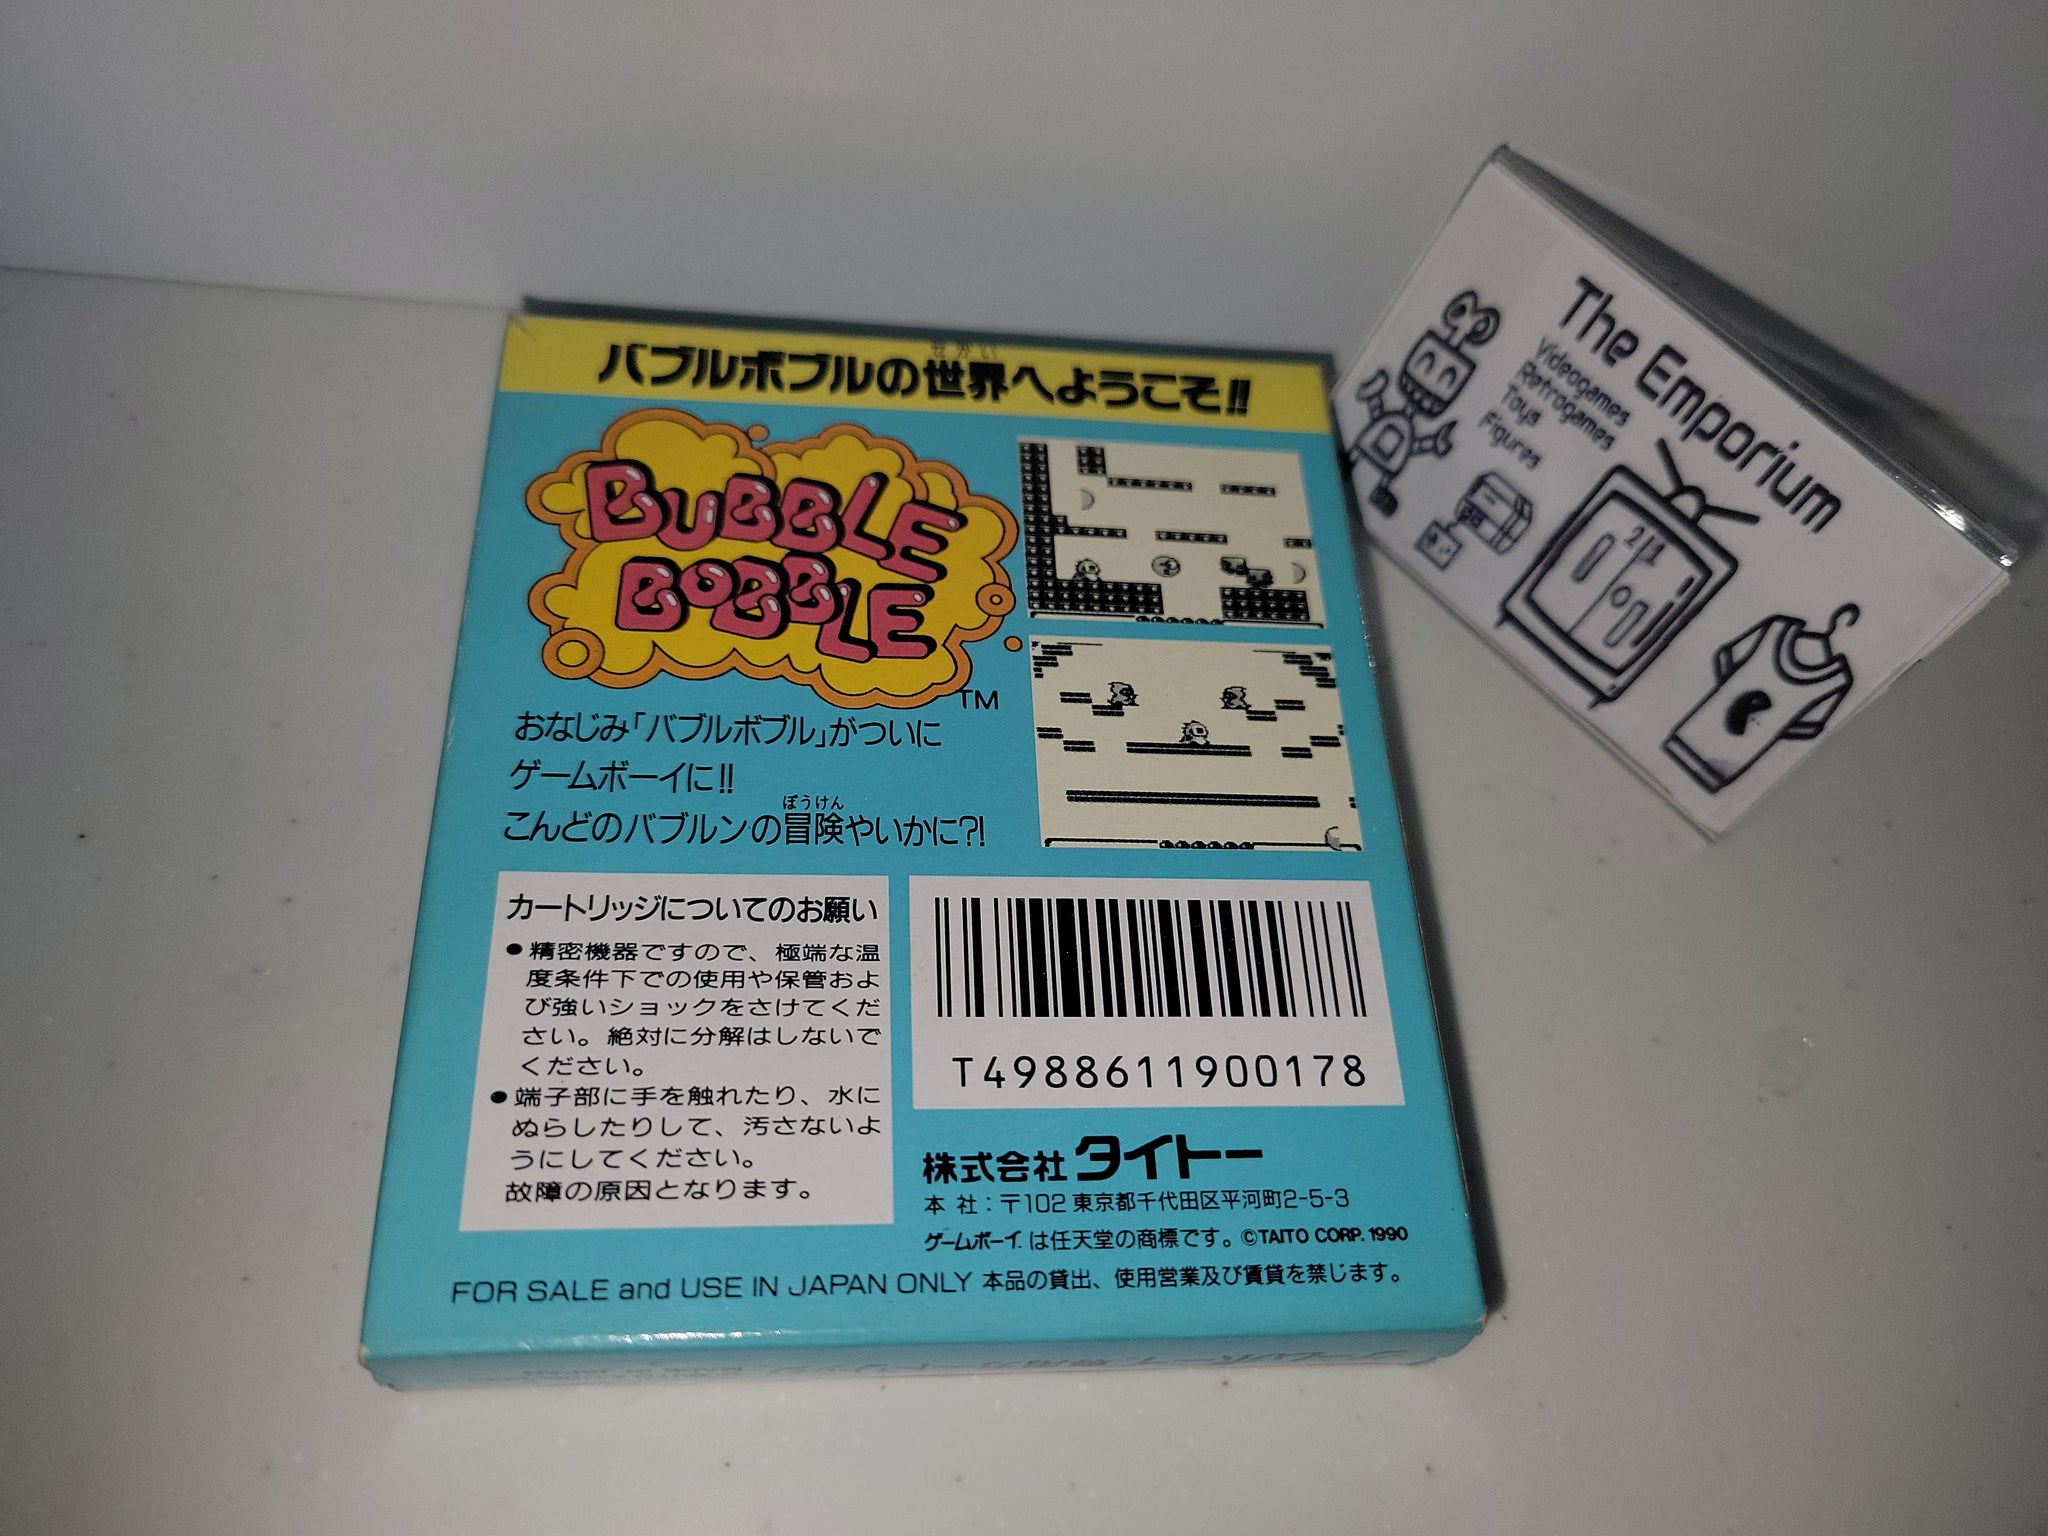 せかい
バブルボブルの世界へようこそ!!
BUBBLE
BOBBLE
TM
おなじみ「バブルボブル」がついに
ゲームボーイに!!
ぼうけん
こんどのバブルンの冒険やいかに?!
カートリッジについてのお願い
●精密機器ですので、極端な温
度条件下での使用や保管およ
び強いショックをさけてくだ
さい。絶対に分解はしないで
ください。
●端子部に手を触れたり、水に
ぬらしたりして、汚さないよ
うにしてください。
故障の原因となります。
T4988611900178
株式会社タイトー
本 社:〒102 東京都千代田区平河町2-5-3
ゲームボーイは任天堂の商標です。©TAITO CORP. 1990
FOR SALE and USE IN JAPAN ONLY 本品の貸出、使用営業及び賃貸を禁じます。
The Emporium
Videogames
Retrogames
Toys
Figures